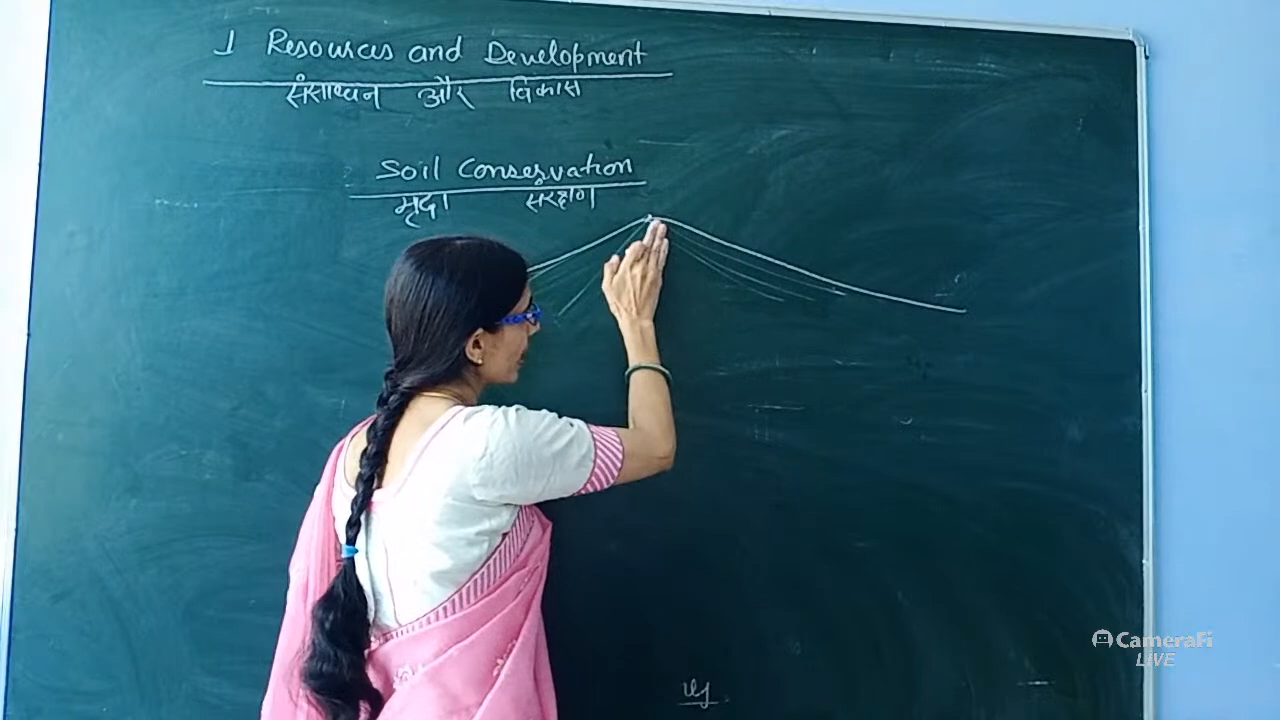 1 Resources and Development
संसाधन और विकास
Soil Conservation
मृदा संरक्षण
CameraFi
LIVE